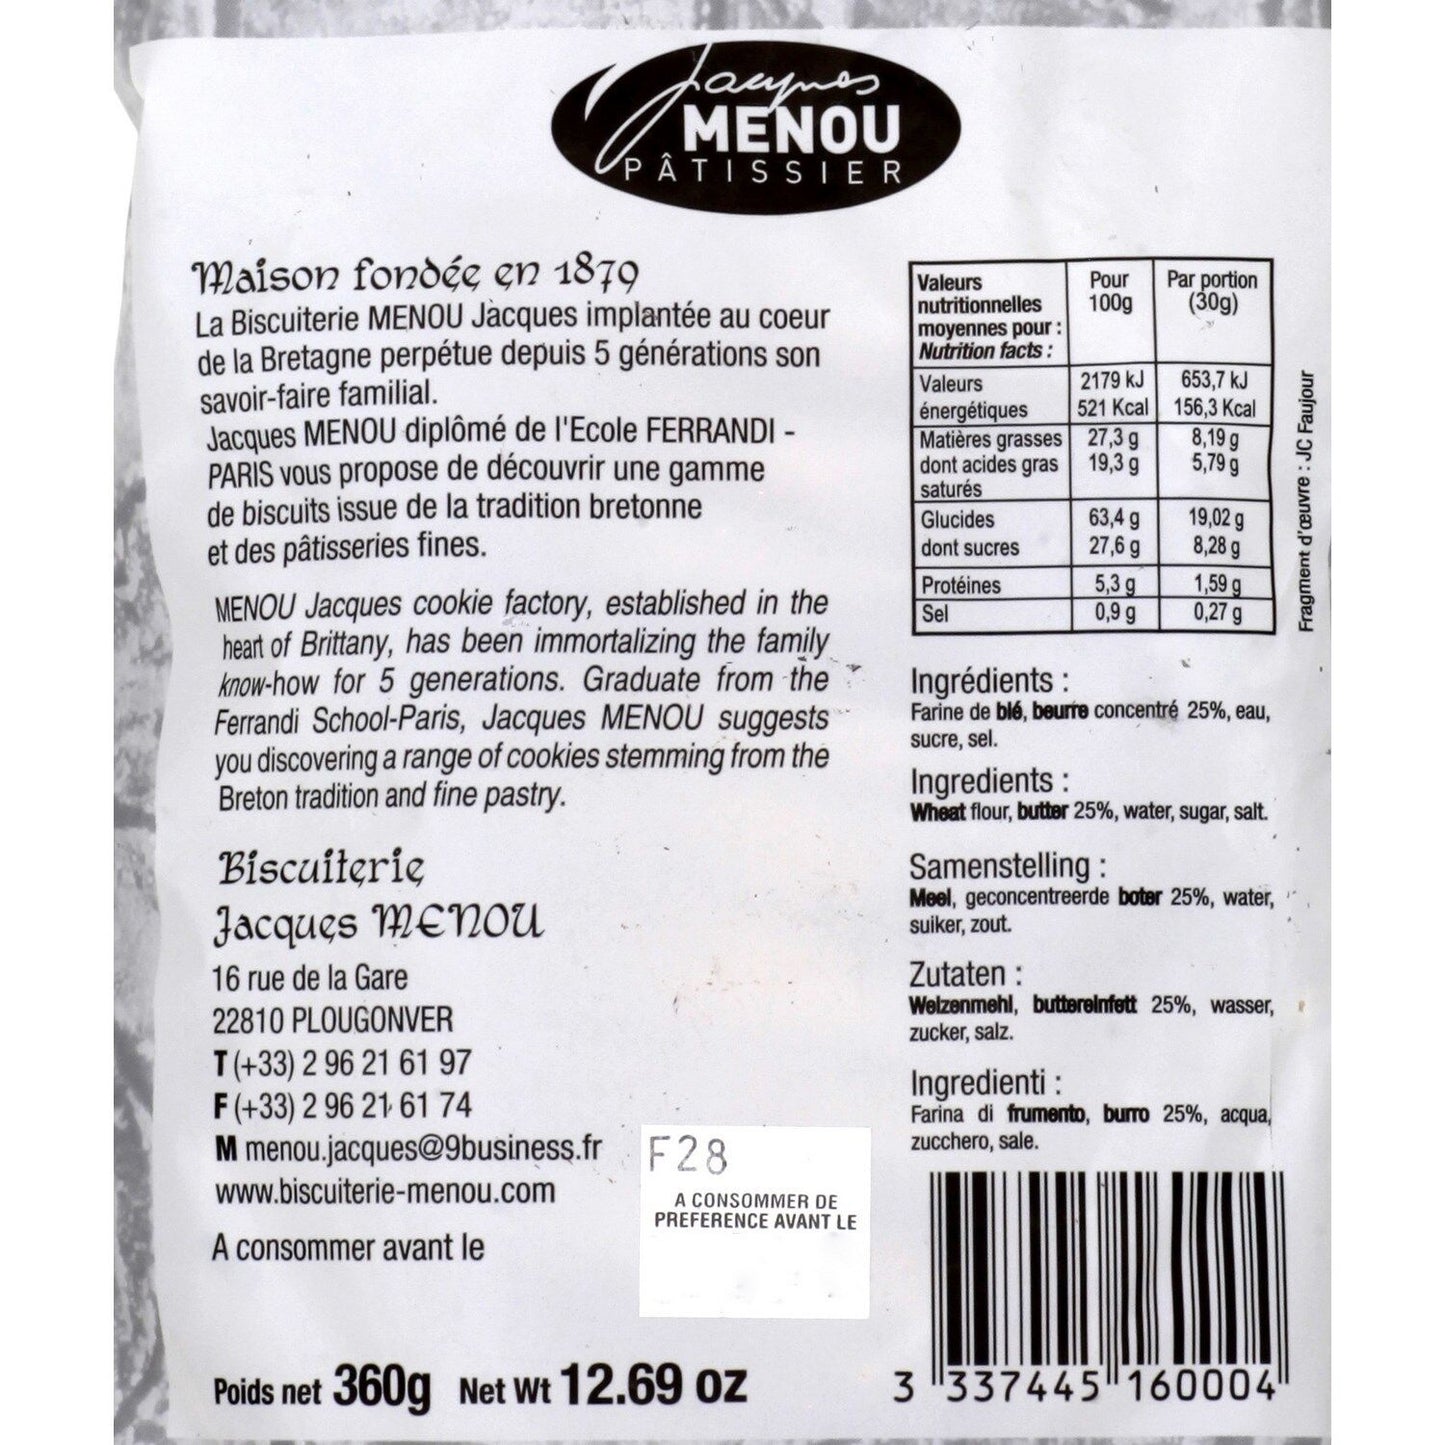 Jacques
MENOU
PÂTISSIER
Maison fondée en 1879
La Biscuiterie MENOU Jacques implantée au coeur
de la Bretagne perpétue depuis 5 générations son
savoir-faire familial.
Jacques MENOU diplômé de l'Ecole FERRANDI -
PARIS vous propose de découvrir une gamme
de biscuits issue de la tradition bretonne
et des pâtisseries fines.
MENOU Jacques cookie factory, established in the
heart of Brittany, has been immortalizing the family
know-how for 5 generations. Graduate from the
Ferrandi School-Paris, Jacques MENOU suggests
you discovering a range of cookies stemming from the
Breton tradition and fine pastry.
Biscuiterie
Jacques MENOU
16 rue de la Gare
22810 PLOUGONVER
T (+33) 2 96 21 61 97
F (+33) 2 96 21 61 74
M menou.jacques@9business.fr
www.biscuiterie-menou.com
A consommer avant le
F28
A CONSOMMER DE
PREFERENCE AVANT LE
Poids net 360g Net Wt 12.69 oz
Valeurs nutritionnelles moyennes pour : Nutrition facts : Pour 100g Par portion (30g)
Valeurs 2179 kJ 653,7 kJ
énergétiques 521 Kcal 156,3 Kcal
Matières grasses 27,3 g 8,19 g
dont acides gras 19,3 g 5,79 g
saturés
Glucides 63,4 g 19,02 g
dont sucres 27,6 g 8,28 g
Protéines 5,3 g 1,59 g
Sel 0,9 g 0,27 g
Fragment d'œuvre : JC Faujour
Ingrédients :
Farine de blé, beurre concentré 25%, eau,
sucre, sel.
Ingredients :
Wheat flour, butter 25%, water, sugar, salt.
Samenstelling :
Meel, geconcentreerde boter 25%, water,
suiker, zout.
Zutaten :
Weizenmehl, buttereinfett 25%, wasser,
zucker, salz.
Ingredienti :
Farina di frumento, burro 25%, acqua,
zucchero, sale.
3 337445 160004